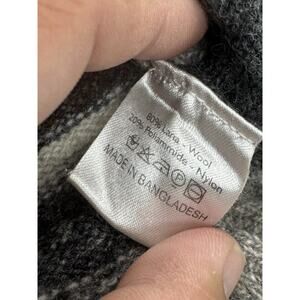 80% Lana - Wool
20% Poliammide - Nylon
MADE IN BANGLADESH